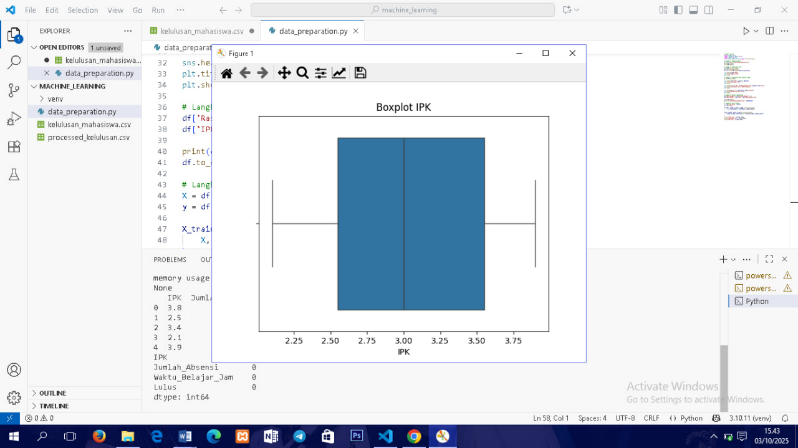 File Edit Selection View Go Run ···
machine_learning
EXPLORER ···
OPEN EDITORS 1 unsaved
kelulusan_mahasiswa...
data_preparation.py
MACHINE_LEARNING
venv
data_preparation.py
kelulusan_mahasiswa.csv
processed_kelulusan.csv
OUTLINE
TIMELINE
kelulusan_mahasiswa.csv
data_preparation.py
data_preparat
32 sns.he
33 plt.ti
34 plt.sh
35
36 # Langk
37 df['Ras
38 df['IPK
39
40 print(
41 df.to_
42
43 # Langk
44 X = df
45 y = df
46
47 X_trai
48 X,
Figure 1
Boxplot IPK
2.25 2.50 2.75 3.00 3.25 3.50 3.75
IPK
PROBLEMS OU
memory usage
None
IPK Jumla
0 3.8
1 2.5
2 3.4
3 2.1
4 3.9
IPK
Jumlah_Absensi 0
Waktu_Belajar_Jam 0
Lulus 0
dtype: int64
powers...
powers...
Python
Activate Windows
Go to Settings to activate Windows.
0 0
Ln 58, Col 1 Spaces: 4 UTF-8 CRLF Python 3.10.11 (venv)
15.43
03/10/2025